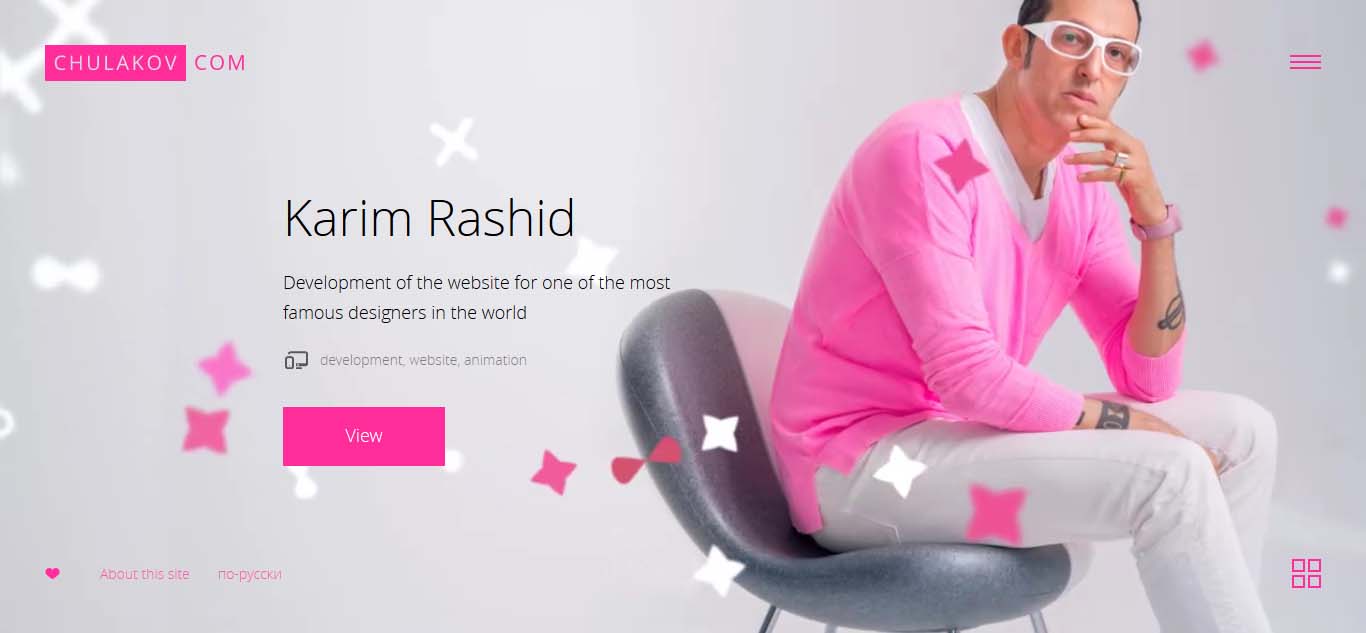 CHULAKOV COM
Karim Rashid
Development of the website for one of the most
famous designers in the world
development, website, animation
View
About this site по-русски